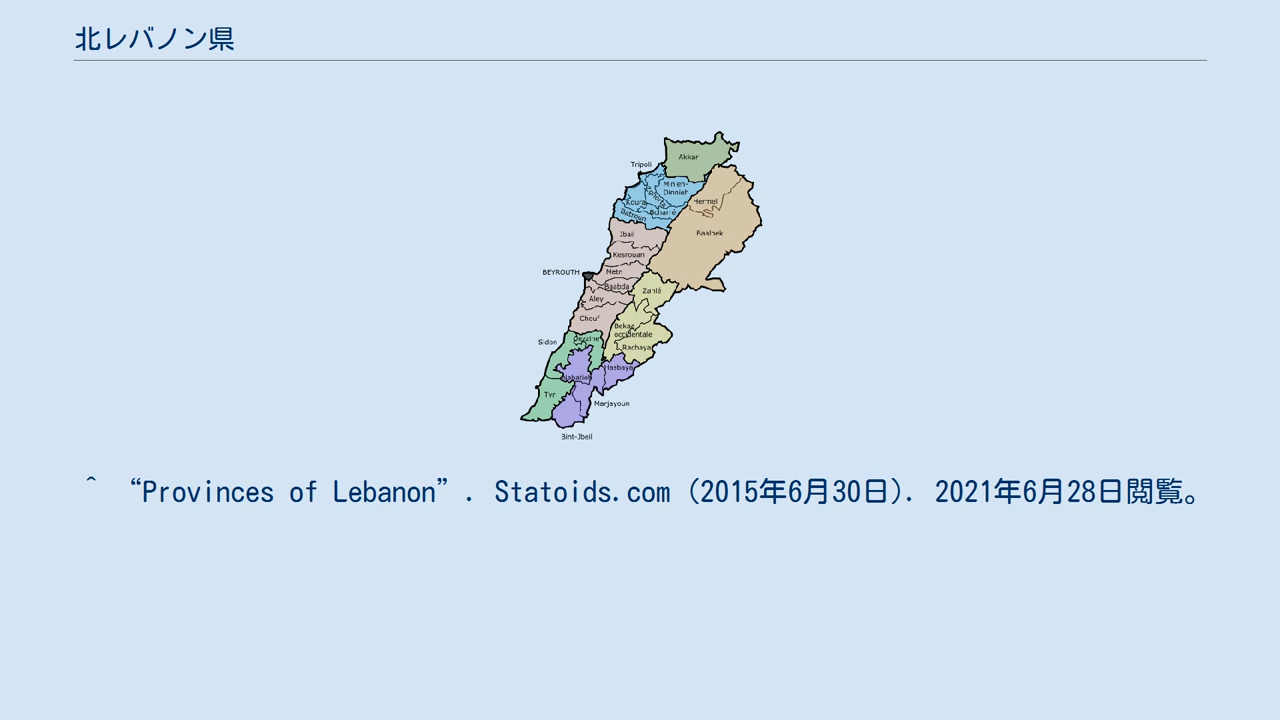 北レバノン県
Akkar
Tripoli
Minieh-
Dinnieh
Koura
Batroun
Bcharré
Hermel
Baalbek
Jbail
Kesrouan
Metn
BEYROUTH
Baabda
Zahlé
Aley
Chouf
Bekaa
occidentale
Sidon
Jezzine
Rachaya
Hasbaya
Nabatieh
Tyr
Marjayoun
Bint-Jbeil
^ “Provinces of Lebanon”. Statoids.com (2015年6月30日). 2021年6月28日閲覧。